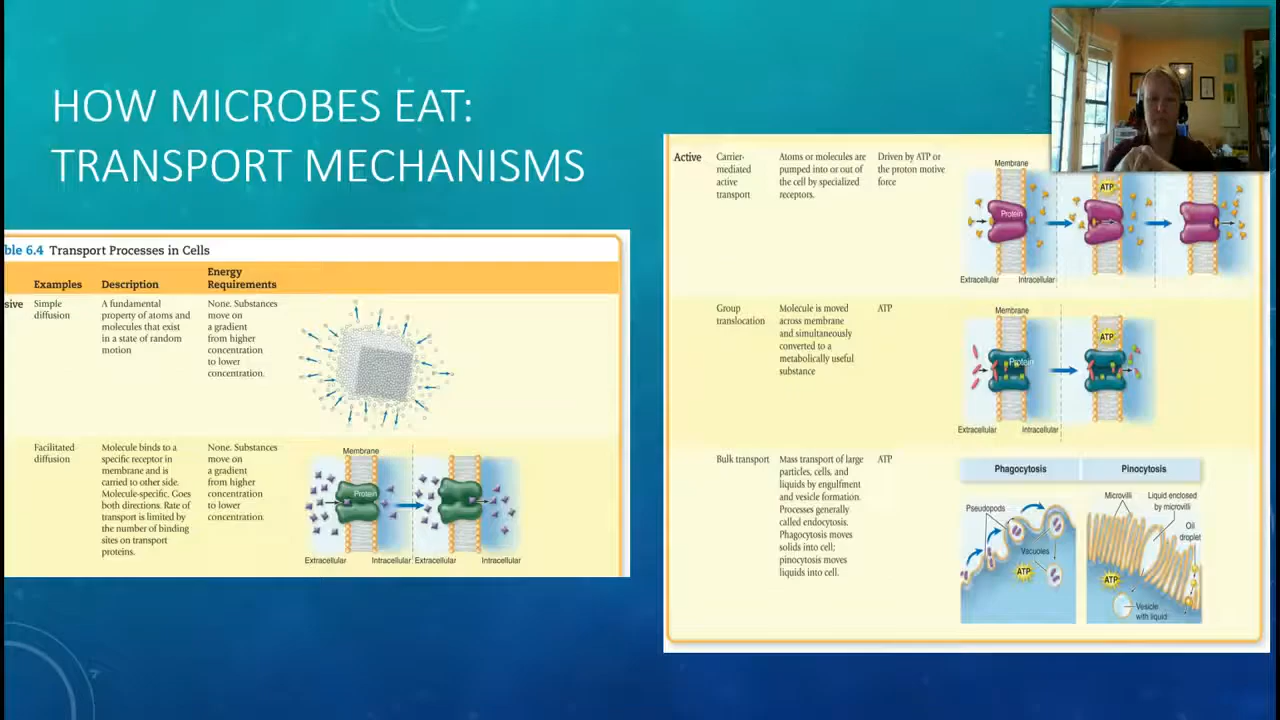 HOW MICROBES EAT:
TRANSPORT MECHANISMS
ble 6.4 Transport Processes in Cells
Examples
Description
Energy
Requirements
sive
Simple
diffusion
A fundamental
property of atoms and
molecules that exist
in a state of random
motion
None. Substances
move on
a gradient
from higher
concentration
to lower
concentration.
Facilitated
diffusion
Molecule binds to a
specific receptor in
membrane and is
carried to other side.
Molecule-specific. Goes
both directions. Rate of
transport is limited by
the number of binding
sites on transport
proteins.
None. Substances
move on
a gradient
from higher
concentration
to lower
concentration.
Membrane
Protein
Extracellular
Intracellular
Extracellular
Intracellular
Active
Carrier-
mediated
active
transport
Atoms or molecules are
pumped into or out of
the cell by specialized
receptors.
Driven by ATP or
the proton motive
force
Membrane
Protein
ATP
Extracellular
Intracellular
Group
translocation
Molecule is moved
across membrane
and simultaneously
converted to a
metabolically useful
substance
ATP
Membrane
Protein
ATP
Extracellular
Intracellular
Bulk transport
Mass transport of large
particles, cells, and
liquids by engulfment
and vesicle formation.
Processes generally
called endocytosis.
Phagocytosis moves
solids into cell;
pinocytosis moves
liquids into cell.
ATP
Phagocytosis
Pseudopods
Vacuoles
ATP
Pinocytosis
Microvilli
Liquid enclosed
by microvilli
Oil
droplet
ATP
Vesicle
with liquid